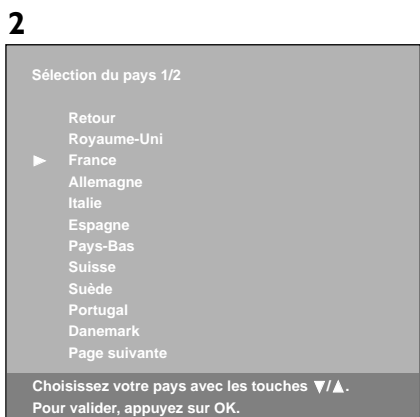 2
Sélection du pays 1/2
Retour
Royaume-Uni
▶ France
Allemagne
Italie
Espagne
Pays-Bas
Suisse
Suède
Portugal
Danemark
Page suivante
Choisissez votre pays avec les touches ▼/▲.
Pour valider, appuyez sur OK.